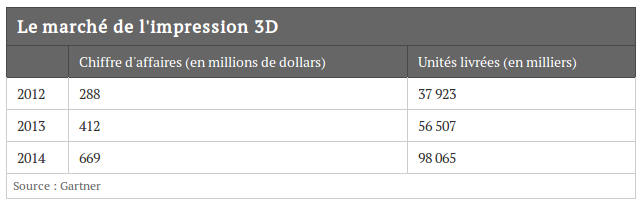 Le marché de l'impression 3D
Chiffre d'affaires (en millions de dollars) Unités livrées (en milliers)
2012 288 37 923
2013 412 56 507
2014 669 98 065
Source : Gartner